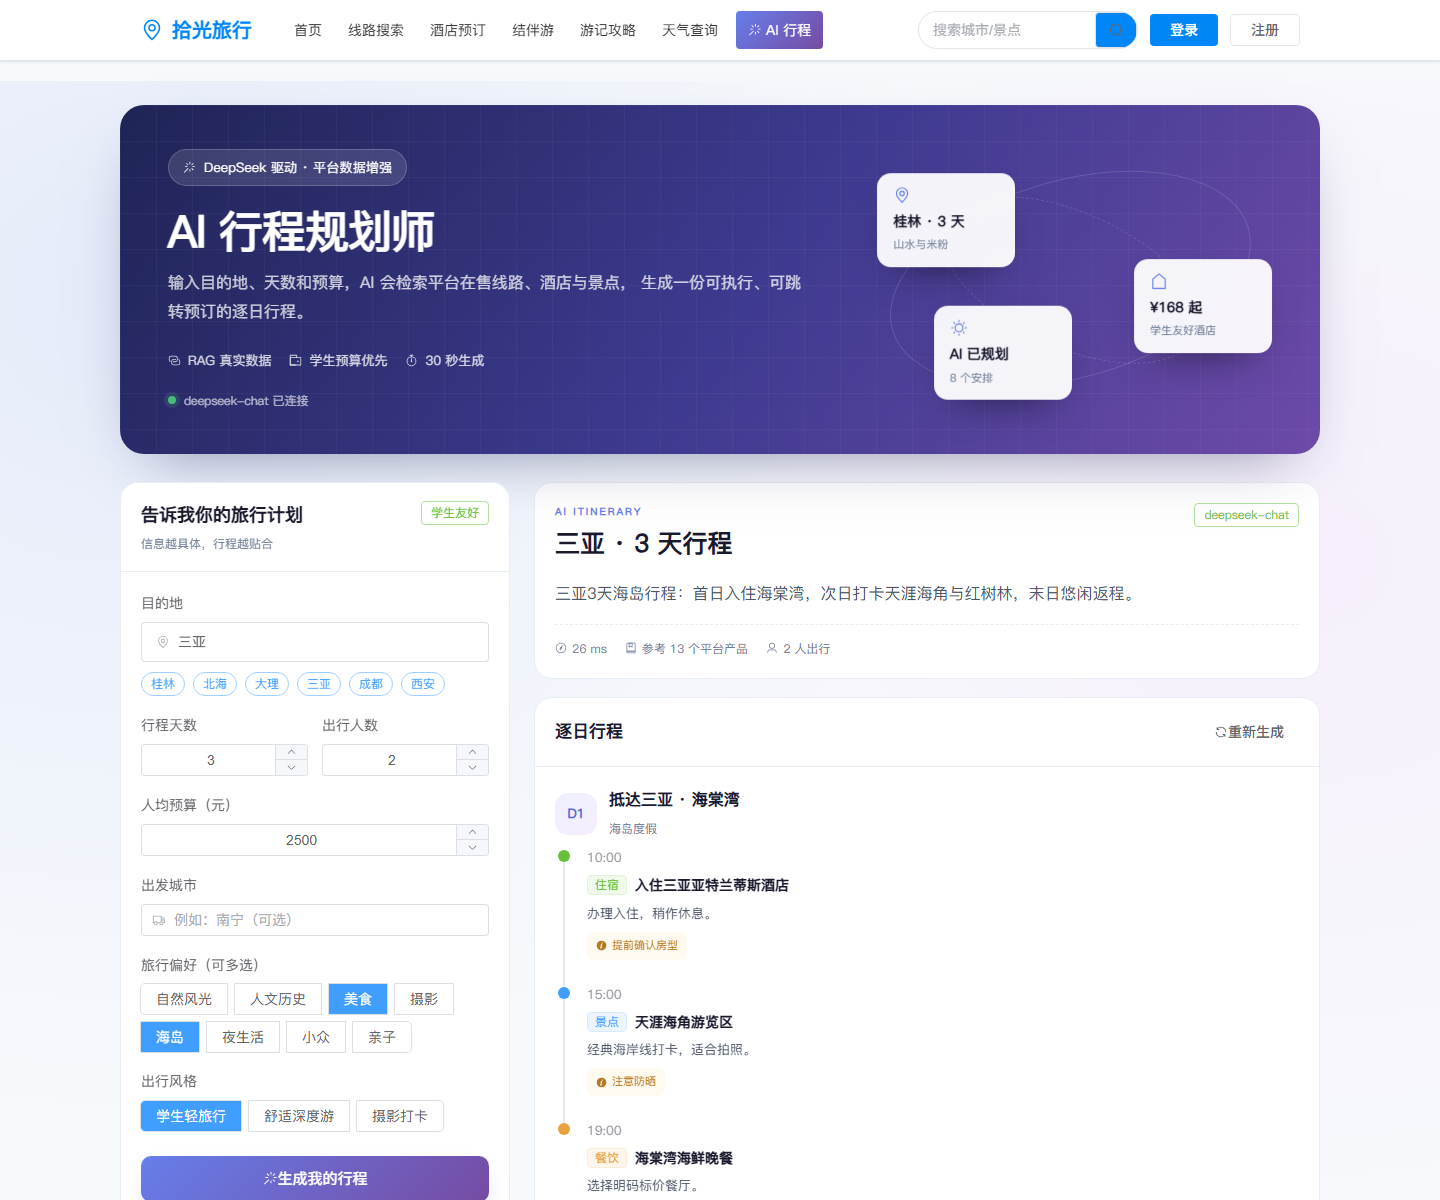 拾光旅行
首页 线路搜索 酒店预订 结伴游 游记攻略 天气查询 AI 行程
搜索城市/景点
登录 注册
DeepSeek 驱动 · 平台数据增强
AI 行程规划师
输入目的地、天数和预算，AI 会检索平台在售线路、酒店与景点， 生成一份可执行、可跳
转预订的逐日行程。
RAG 真实数据 学生预算优先 30 秒生成
deepseek-chat 已连接
桂林 · 3 天
山水与米粉
¥168 起
学生友好酒店
AI 已规划
8 个安排
告诉我你的旅行计划
学生友好
信息越具体，行程越贴合
目的地
三亚
桂林 北海 大理 三亚 成都 西安
行程天数 出行人数
3 2
人均预算（元）
2500
出发城市
例如：南宁（可选）
旅行偏好（可多选）
自然风光 人文历史 美食 摄影
海岛 夜生活 小众 亲子
出行风格
学生轻旅行 舒适深度游 摄影打卡
生成我的行程
AI ITINERARY
deepseek-chat
三亚 · 3 天行程
三亚3天海岛行程：首日入住海棠湾，次日打卡天涯海角与红树林，末日悠闲返程。
26 ms 参考 13 个平台产品 2 人出行
逐日行程
重新生成
D1
抵达三亚 · 海棠湾
海岛度假
10:00
住宿 入住三亚亚特兰蒂斯酒店
办理入住，稍作休息。
提前确认房型
15:00
景点 天涯海角游览区
经典海岸线打卡，适合拍照。
注意防晒
19:00
餐饮 海棠湾海鲜晚餐
选择明码标价餐厅。